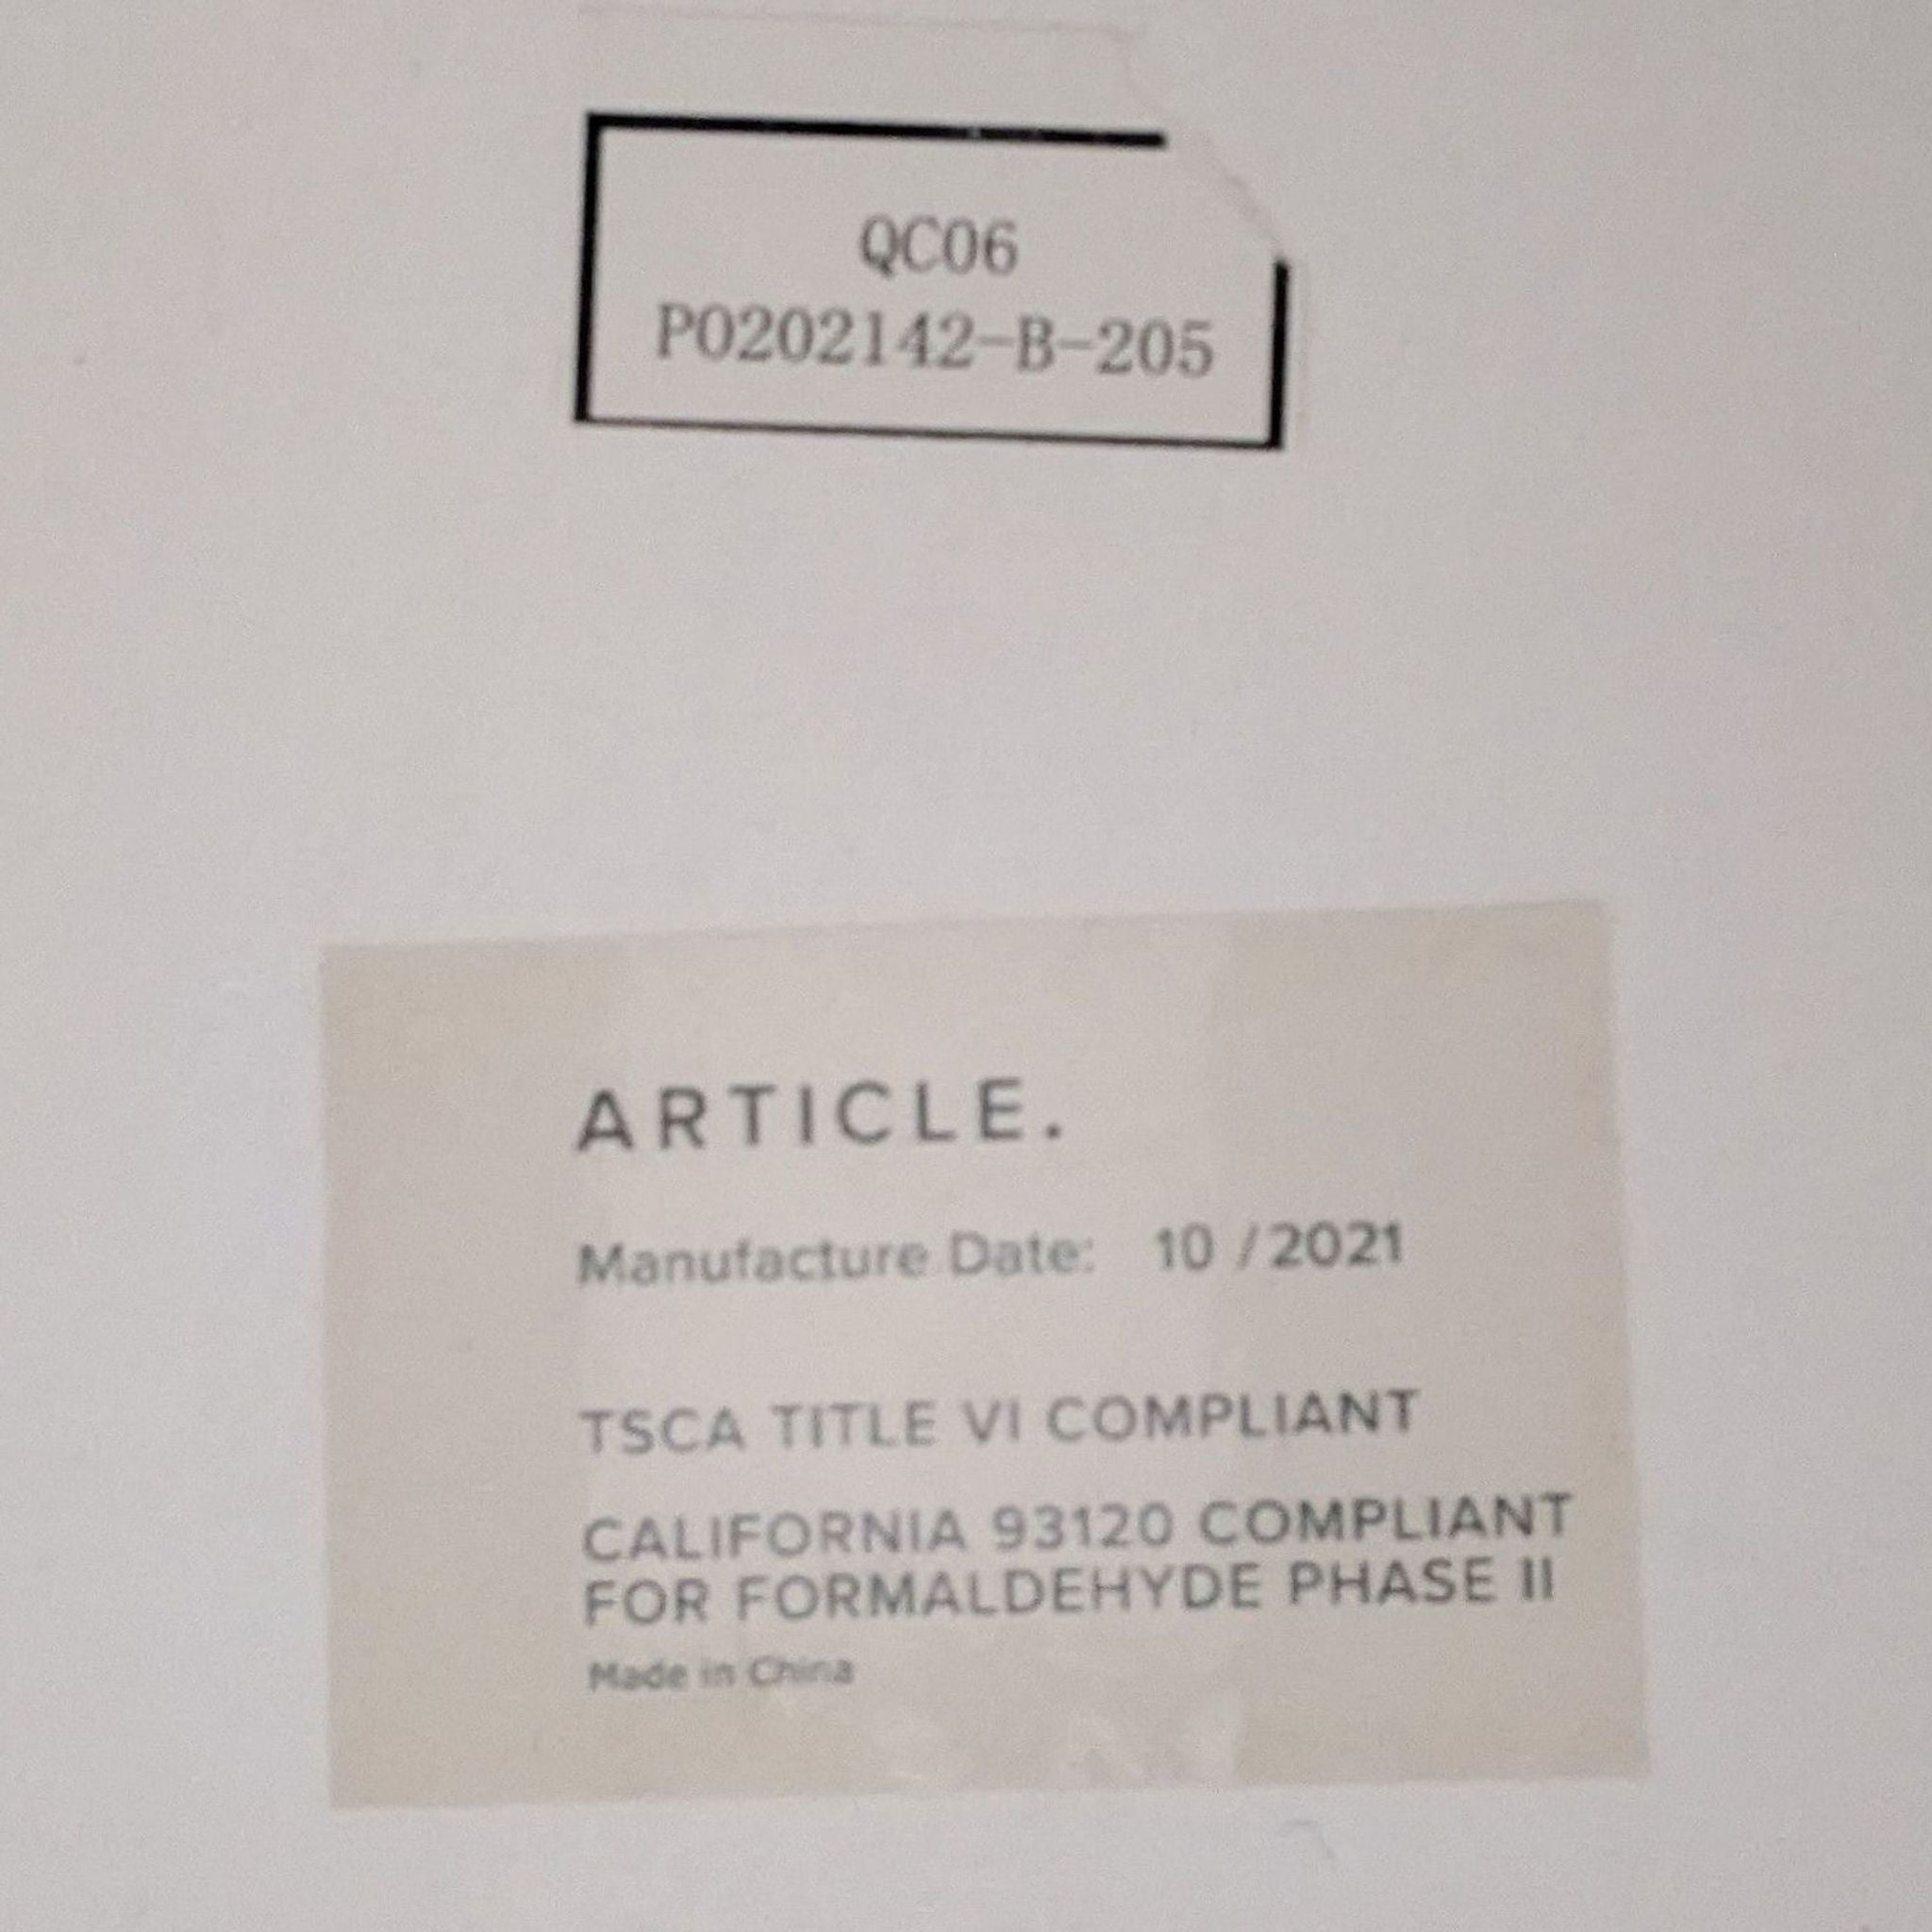 QC06
PO202142-B-205
ARTICLE.
Manufacture Date: 10 /2021
TSCA TITLE VI COMPLIANT
CALIFORNIA 93120 COMPLIANT
FOR FORMALDEHYDE PHASE II
Made in China